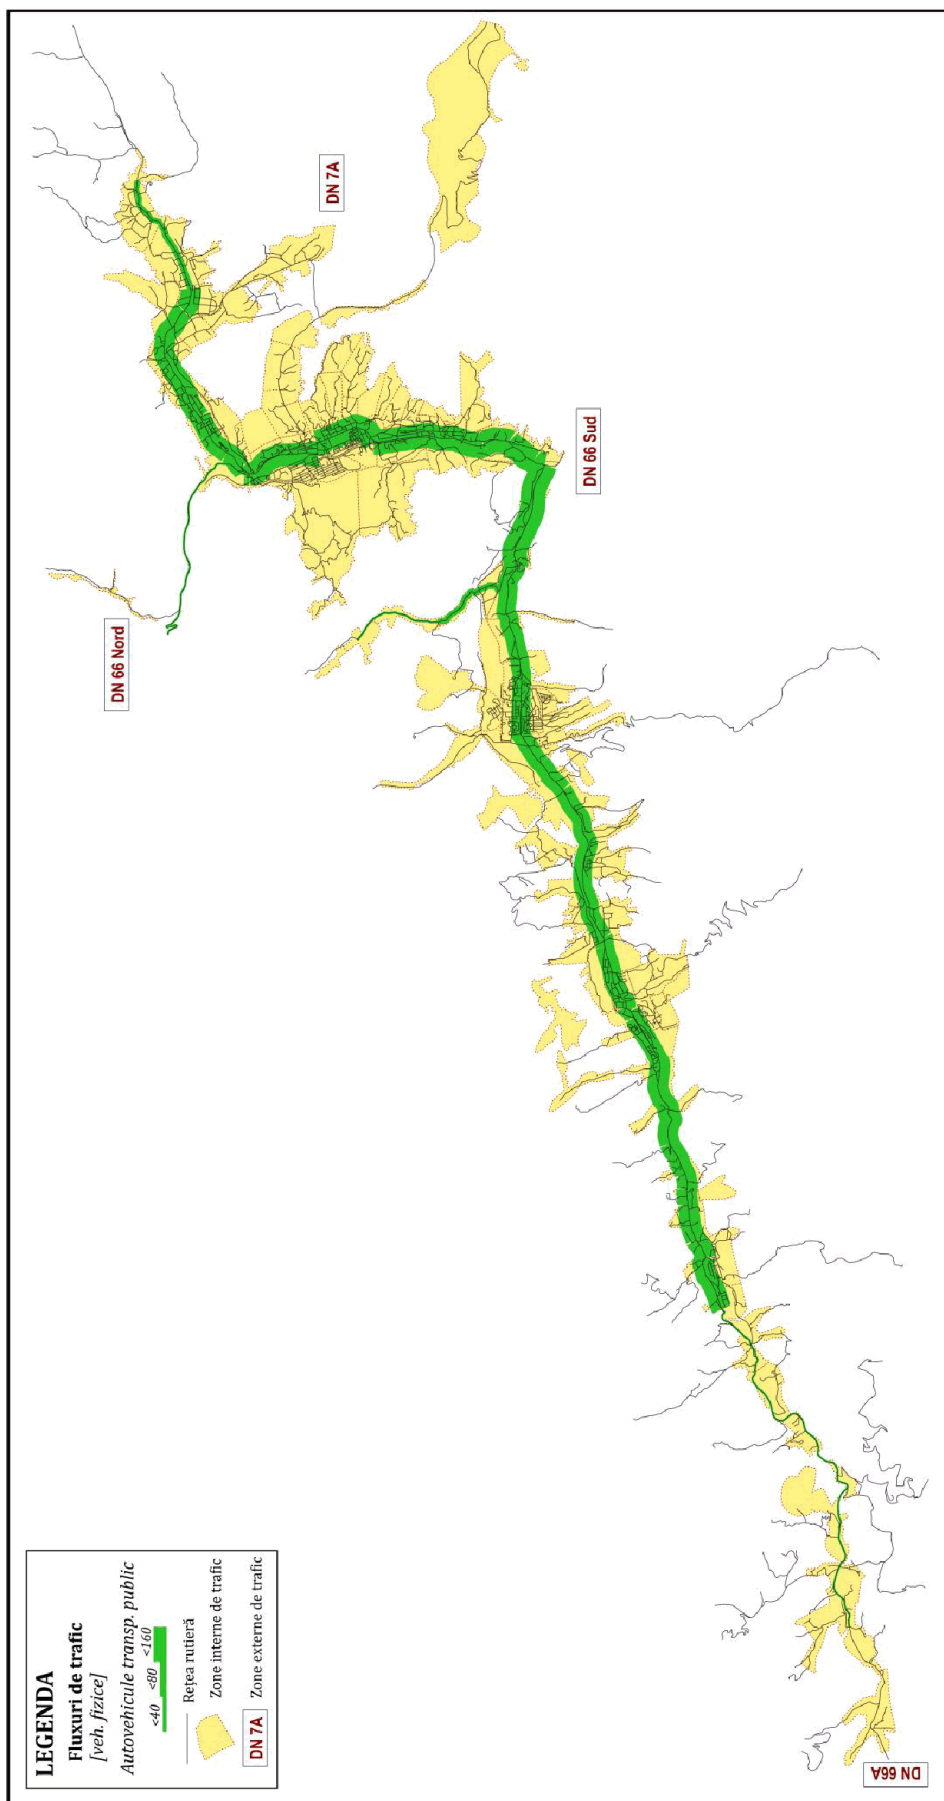 DN 7A
DN 66 Sud
DN 66 Nord
DN 66A
LEGENDA
Fluxuri de trafic
[veh. fizice]
Autovehicule transp. public
<40 <80 <160
Rețea rutieră
Zone interne de trafic
DN 7A Zone externe de trafic